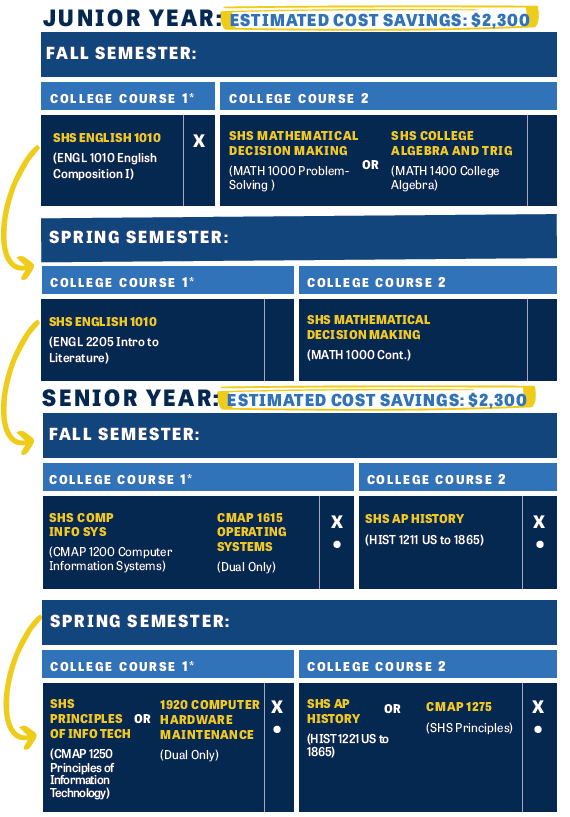 JUNIOR YEAR: ESTIMATED COST SAVINGS: $2,300
FALL SEMESTER:
COLLEGE COURSE 1*
COLLEGE COURSE 2
SHS ENGLISH 1010
(ENGL 1010 English
Composition I)
X
SHS MATHEMATICAL
DECISION MAKING
(MATH 1000 Problem-
Solving )
OR
SHS COLLEGE
ALGEBRA AND TRIG
(MATH 1400 College
Algebra)
SPRING SEMESTER:
COLLEGE COURSE 1*
COLLEGE COURSE 2
SHS ENGLISH 1010
(ENGL 2205 Intro to
Literature)
SHS MATHEMATICAL
DECISION MAKING
(MATH 1000 Cont.)
SENIOR YEAR: ESTIMATED COST SAVINGS: $2,300
FALL SEMESTER:
COLLEGE COURSE 1*
COLLEGE COURSE 2
SHS COMP
INFO SYS
(CMAP 1200 Computer
Information Systems)
CMAP 1615
OPERATING
SYSTEMS
(Dual Only)
X
•
SHS AP HISTORY
(HIST 1211 US to 1865)
X
•
SPRING SEMESTER:
COLLEGE COURSE 1*
COLLEGE COURSE 2
SHS
PRINCIPLES
OF INFO TECH
(CMAP 1250
Principles of
Information
Technology)
OR
1920 COMPUTER
HARDWARE
MAINTENANCE
(Dual Only)
X
•
SHS AP
HISTORY
(HIST 1221 US to
1865)
OR
CMAP 1275
(SHS Principles)
X
•